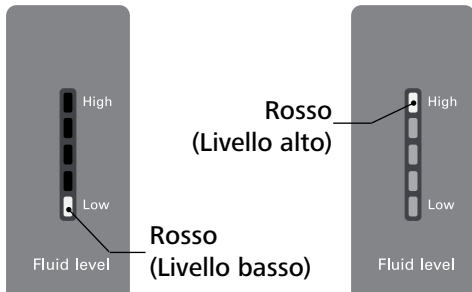 High
Low
Fluid level
Rosso
(Livello basso)
Rosso
(Livello alto)
High
Low
Fluid level